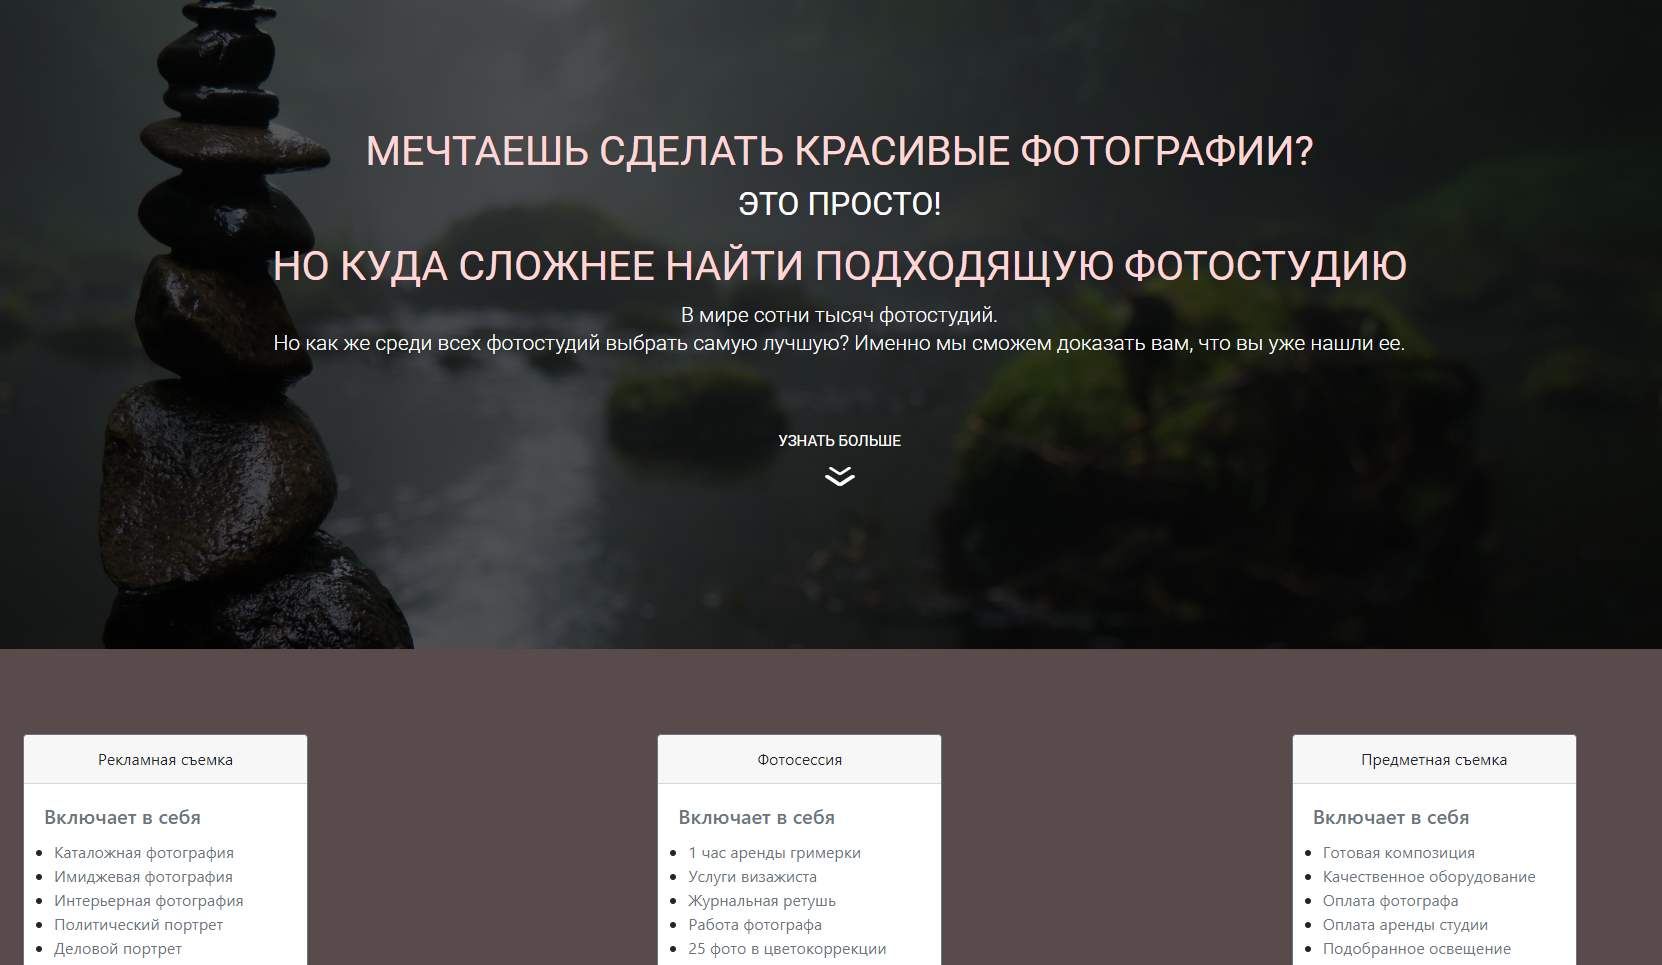 МЕЧТАЕШЬ СДЕЛАТЬ КРАСИВЫЕ ФОТОГРАФИИ?
ЭТО ПРОСТО!
НО КУДА СЛОЖНЕЕ НАЙТИ ПОДХОДЯЩУЮ ФОТОСТУДИЮ
В мире сотни тысяч фотостудий.
Но как же среди всех фотостудий выбрать самую лучшую? Именно мы сможем доказать вам, что вы уже нашли ее.
УЗНАТЬ БОЛЬШЕ
Рекламная съемка
Включает в себя
Каталожная фотография
Имиджевая фотография
Интерьерная фотография
Политический портрет
Деловой портрет
Фотосессия
Включает в себя
1 час аренды гримерки
Услуги визажиста
Журнальная ретушь
Работа фотографа
25 фото в цветокоррекции
Предметная съемка
Включает в себя
Готовая композиция
Качественное оборудование
Оплата фотографа
Оплата аренды студии
Подобранное освещение